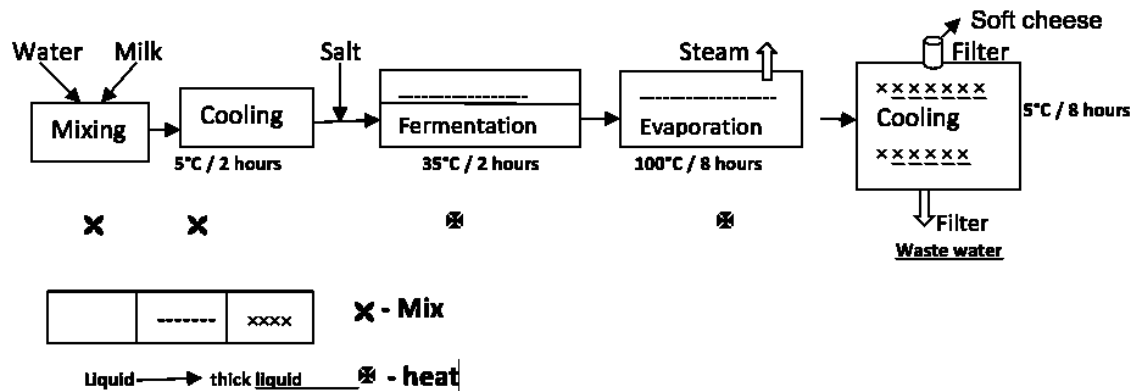 Soft cheese
Water Milk Salt Steam Filter
Mixing
Cooling
5°C / 2 hours
Fermentation
35°C / 2 hours
Evaporation
100°C / 8 hours
Cooling
5°C / 8 hours
Filter
Waste water
- Mix
Liquid thick liquid
- heat